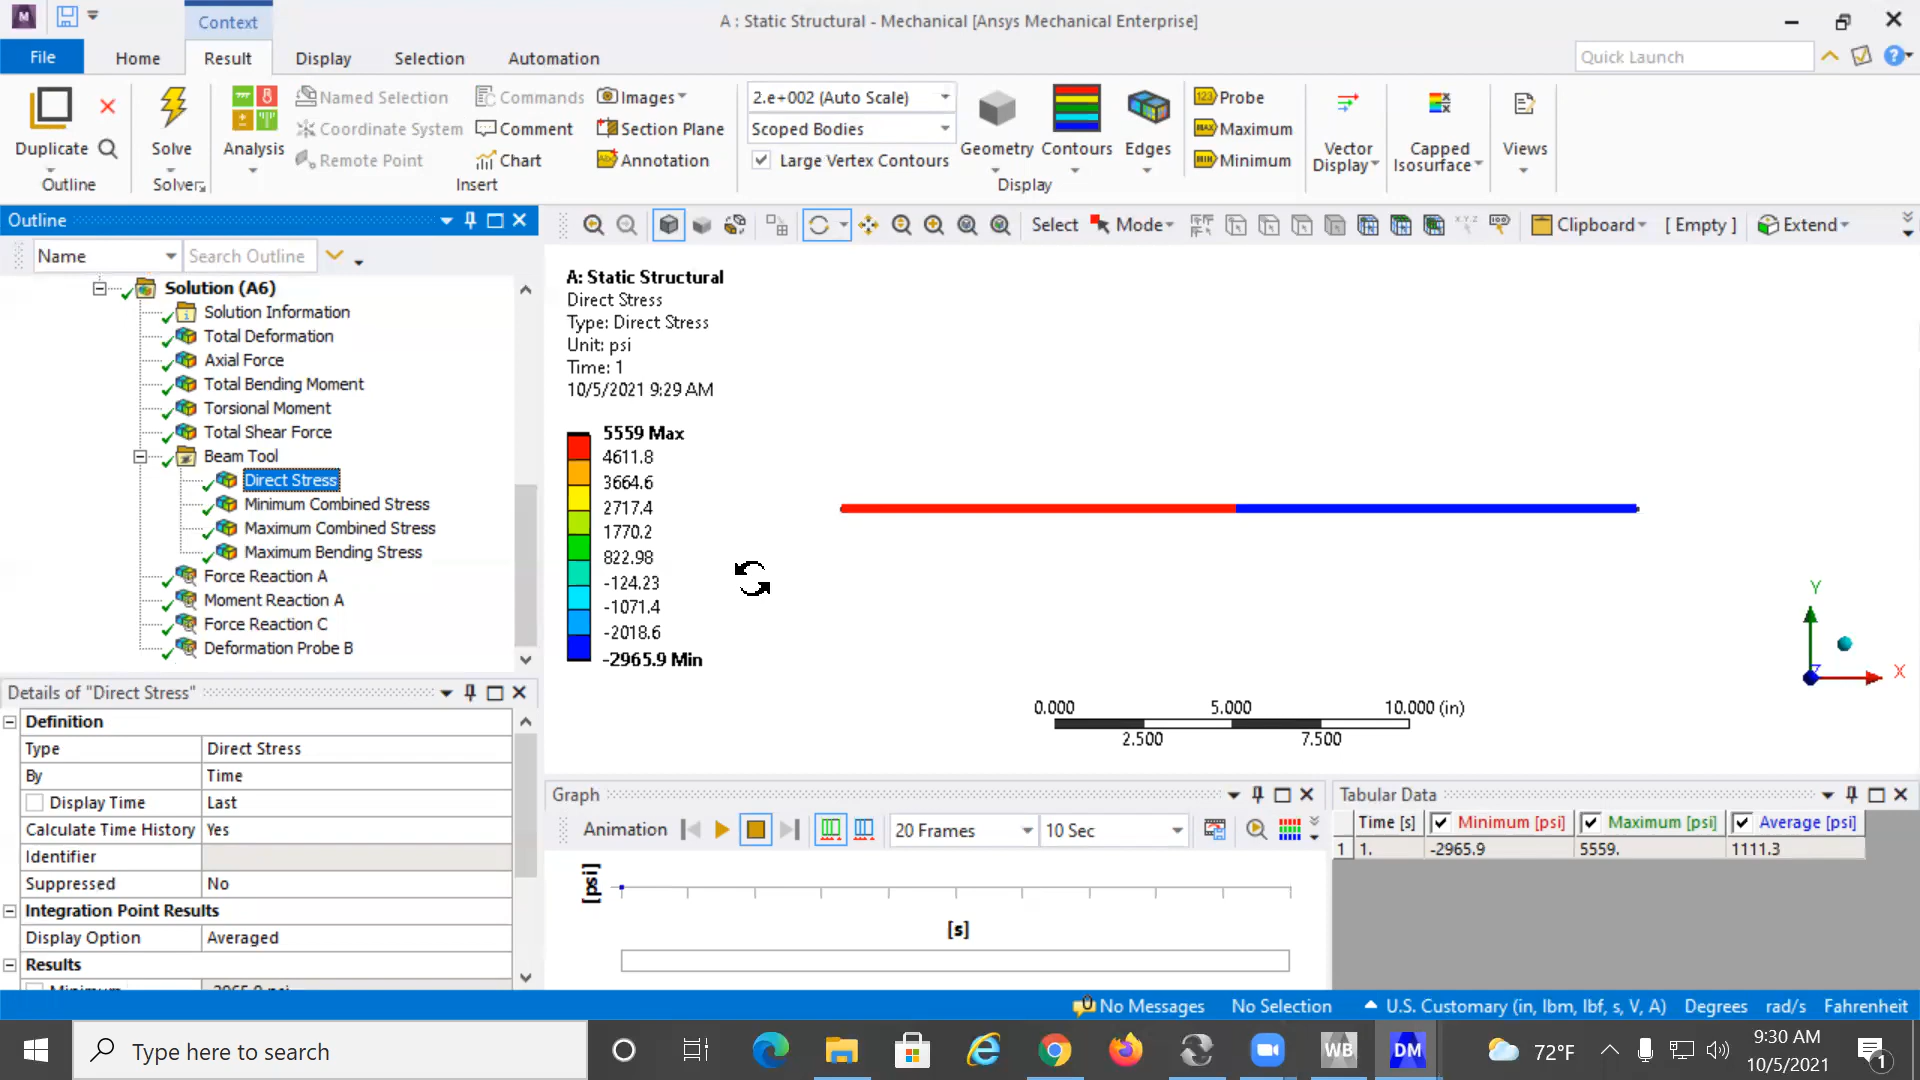 Context
A : Static Structural - Mechanical [Ansys Mechanical Enterprise]
File
Home
Result
Display
Selection
Automation
Quick Launch
Duplicate
Outline
Solve
Solver
Analysis
Named Selection
Coordinate System
Remote Point
Commands
Comment
Chart
Insert
Images
Section Plane
Annotation
2.e+002 (Auto Scale)
Scoped Bodies
Large Vertex Contours
Geometry
Contours
Edges
Display
Probe
Maximum
Minimum
Vector
Display
Capped
Isosurface
Views
Outline
Name
Search Outline
Select
Mode
Clipboard
[ Empty ]
Extend
Solution (A6)
Solution Information
Total Deformation
Axial Force
Total Bending Moment
Torsional Moment
Total Shear Force
Beam Tool
Direct Stress
Minimum Combined Stress
Maximum Combined Stress
Maximum Bending Stress
Force Reaction A
Moment Reaction A
Force Reaction C
Deformation Probe B
A: Static Structural
Direct Stress
Type: Direct Stress
Unit: psi
Time: 1
10/5/2021 9:29 AM
5559 Max
4611.8
3664.6
2717.4
1770.2
822.98
-124.23
-1071.4
-2018.6
-2965.9 Min
Y
X
Z
0.000
5.000
10.000 (in)
2.500
7.500
Details of "Direct Stress"
Definition
Type Direct Stress
By Time
Display Time Last
Calculate Time History Yes
Identifier
Suppressed No
Integration Point Results
Display Option Averaged
Results
Minimum -2965.9 psi
Graph
Animation
20 Frames
10 Sec
[psi]
[s]
Tabular Data
Time [s] Minimum [psi] Maximum [psi] Average [psi]
1 1. -2965.9 5559. 1111.3
No Messages
No Selection
U.S. Customary (in, lbm, lbf, s, V, A)
Degrees
rad/s
Fahrenheit
Type here to search
WB
DM
72°F
9:30 AM
10/5/2021
1